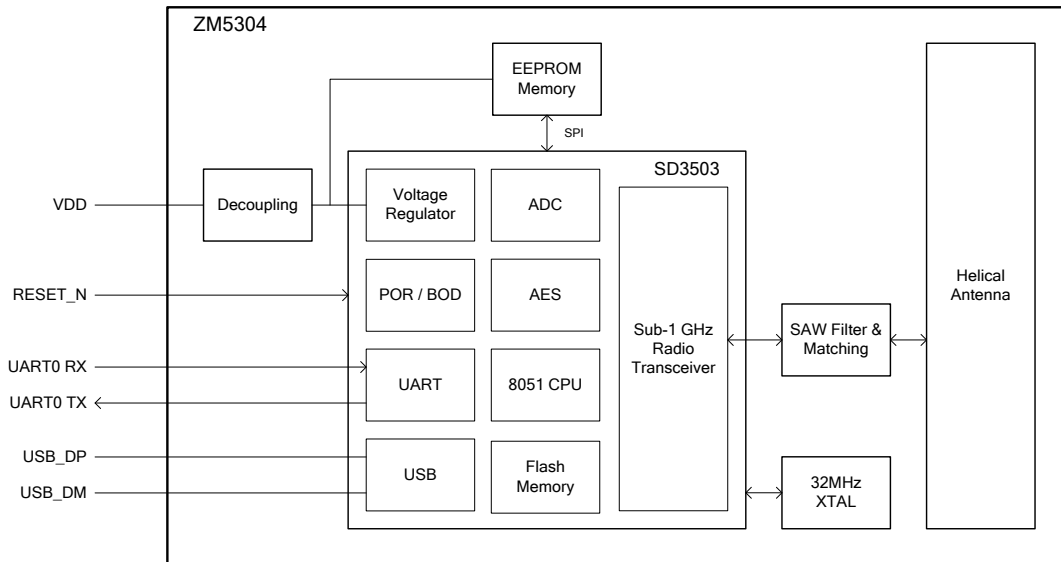 ZM5304
EEPROM
Memory
SPI
SD3503
VDD
Decoupling
Voltage
Regulator
ADC
RESET_N
POR / BOD
AES
Sub-1 GHz
Radio
Transceiver
SAW Filter &
Matching
Helical
Antenna
UART0 RX
UART0 TX
UART
8051 CPU
USB_DP
USB_DM
USB
Flash
Memory
32MHz
XTAL